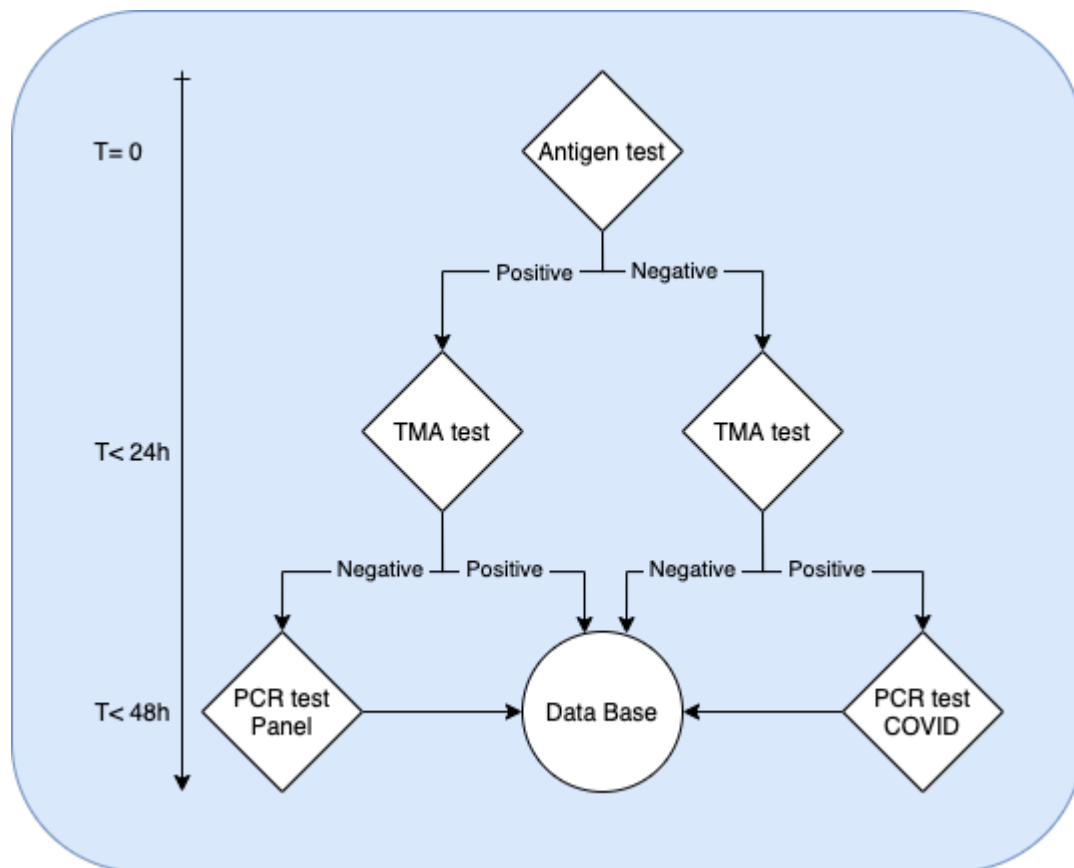 T= 0
Antigen test
Positive
Negative
T< 24h
TMA test
TMA test
Negative
Positive
Negative
Positive
T< 48h
PCR test
Panel
Data Base
PCR test
COVID